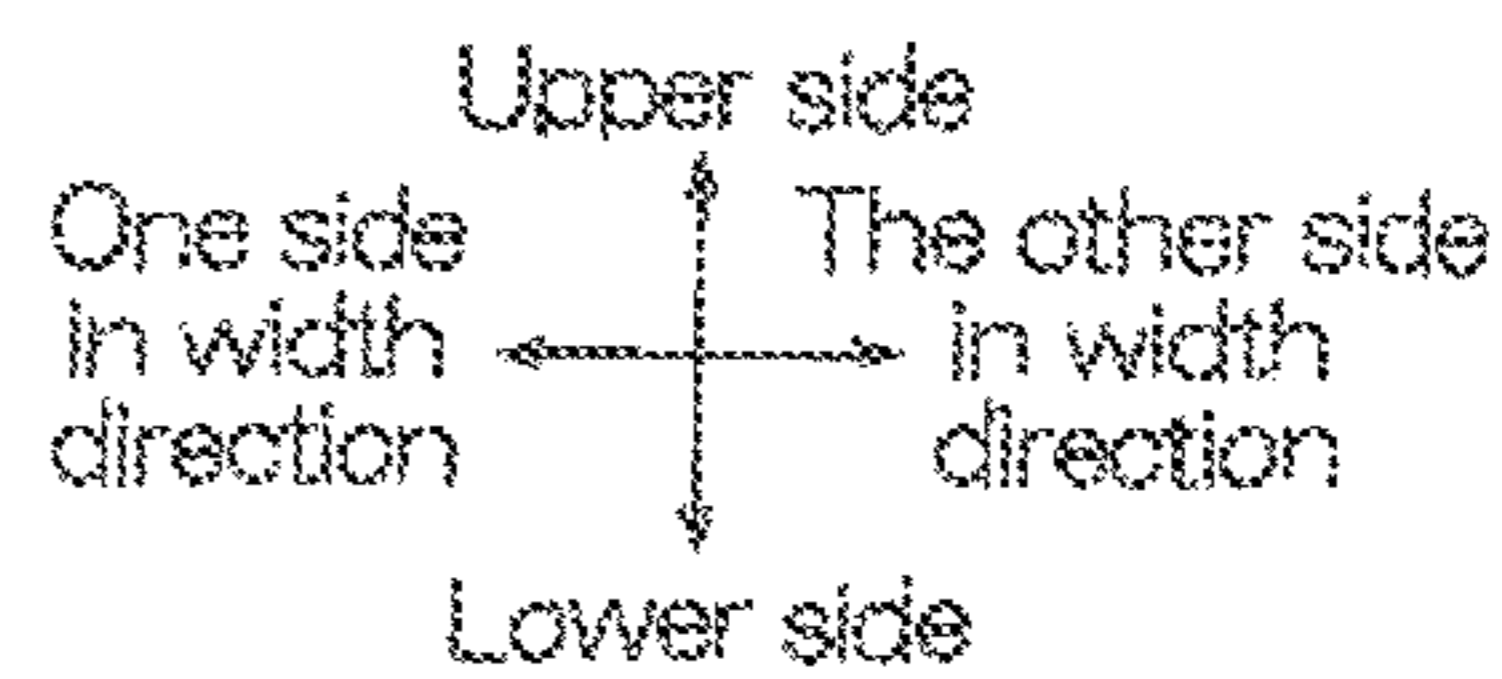 Upper side
One side
in width
direction
The other side
in width
direction
Lower side